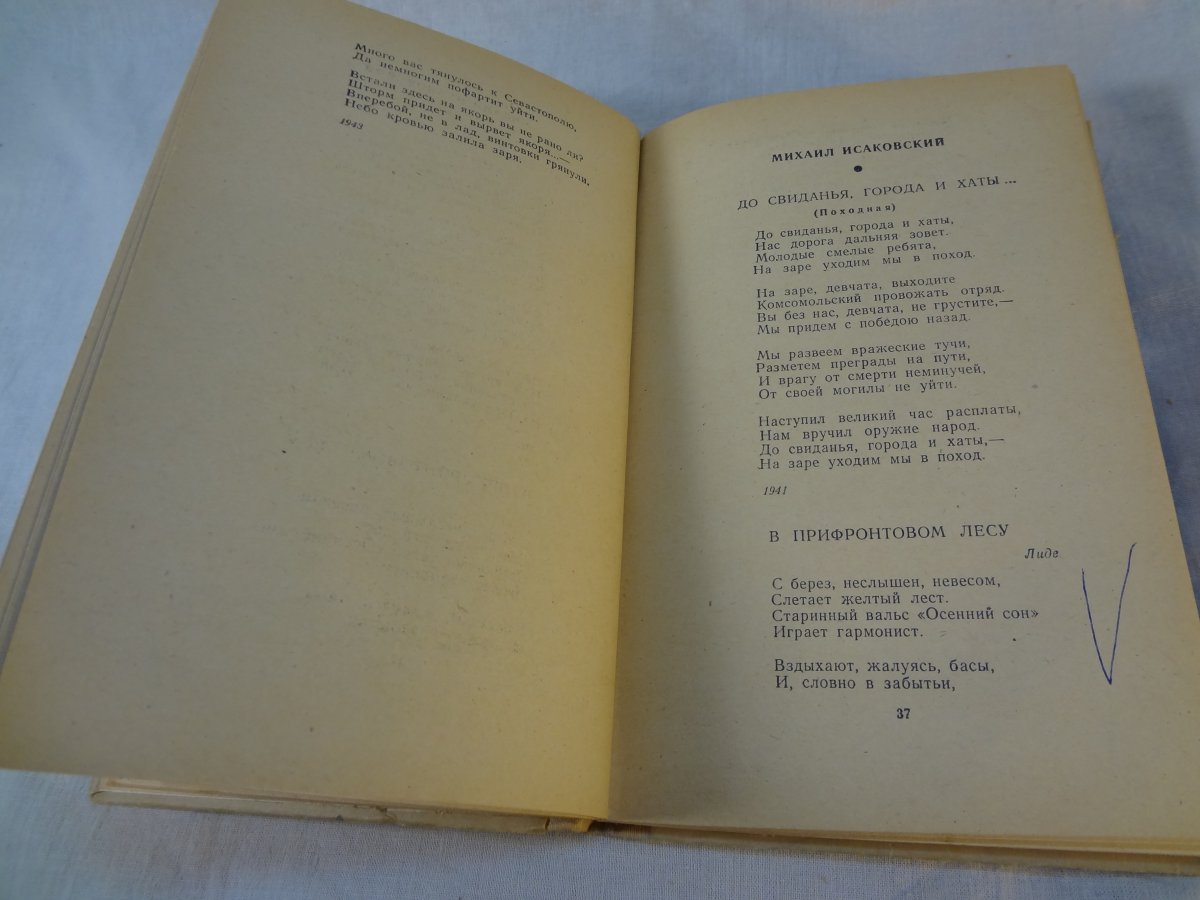 Много вас тянулось к Севастополю,
Да немногим пофартит уйти.
Встали здесь на якорь вы не рано ли?
Шторм придет и вырвет якоря...—
Вперебой, не в лад, винтовки грянули,
Небо кровью залила заря.
1943
МИХАИЛ ИСАКОВСКИЙ
ДО СВИДАНЬЯ, ГОРОДА И ХАТЫ...
(Походная)
До свиданья, города и хаты,
Нас дорога дальняя зовет.
Молодые смелые ребята,
На заре уходим мы в поход.
На заре, девчата, выходите
Комсомольский провожать отряд.
Вы без нас, девчата, не грустите,—
Мы придем с победою назад.
Мы развеем вражеские тучи,
Разметем преграды на пути,
И врагу от смерти неминучей,
От своей могилы не уйти.
Наступил великий час расплаты,
Нам вручил оружие народ.
До свиданья, города и хаты,—
На заре уходим мы в поход.
1941
В ПРИФРОНТОВОМ ЛЕСУ
Лиде
С берез, неслышен, невесом,
Слетает желтый лест.
Старинный вальс «Осенний сон»
Играет гармонист.
Вздыхают, жалуясь, басы,
И, словно в забытьи,
37